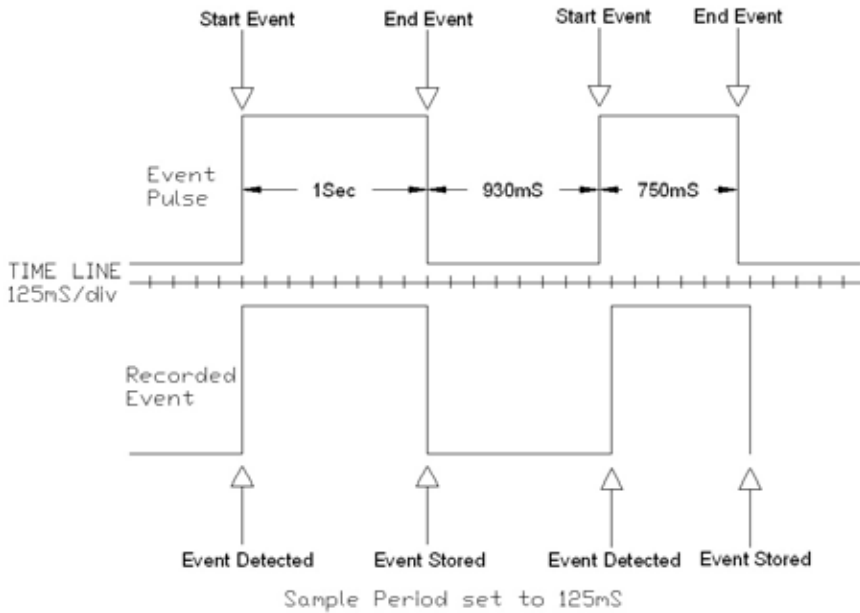 Start Event
End Event
Start Event
End Event
Event
Pulse
1Sec
930mS
750mS
TIME LINE
125mS/div
Recorded
Event
Event Detected
Event Stored
Event Detected
Event Stored
Sample Period set to 125mS